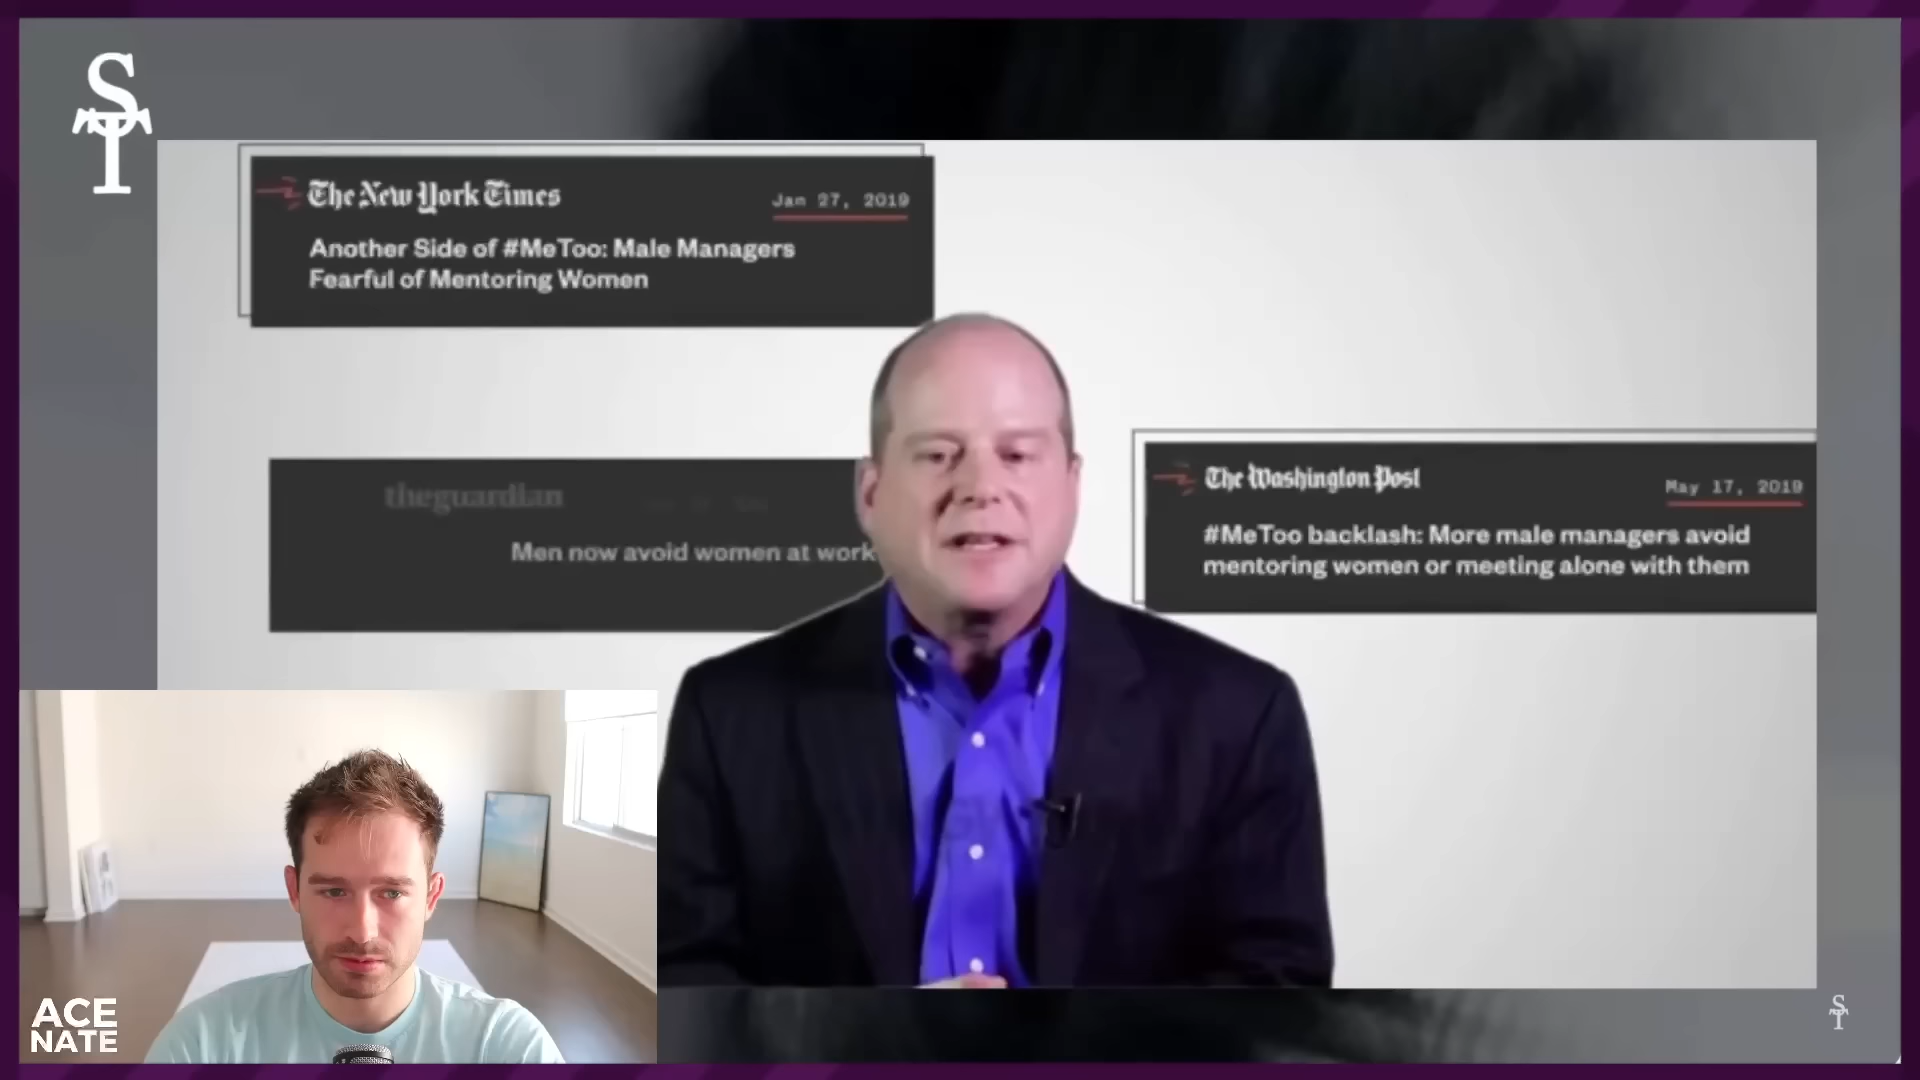 ST
The New York Times
Jan 27, 2019
Another Side of #MeToo: Male Managers
Fearful of Mentoring Women
theguardian
Men now avoid women at work
The Washington Post
May 17, 2019
#MeToo backlash: More male managers avoid
mentoring women or meeting alone with them
ACE
NATE
ST